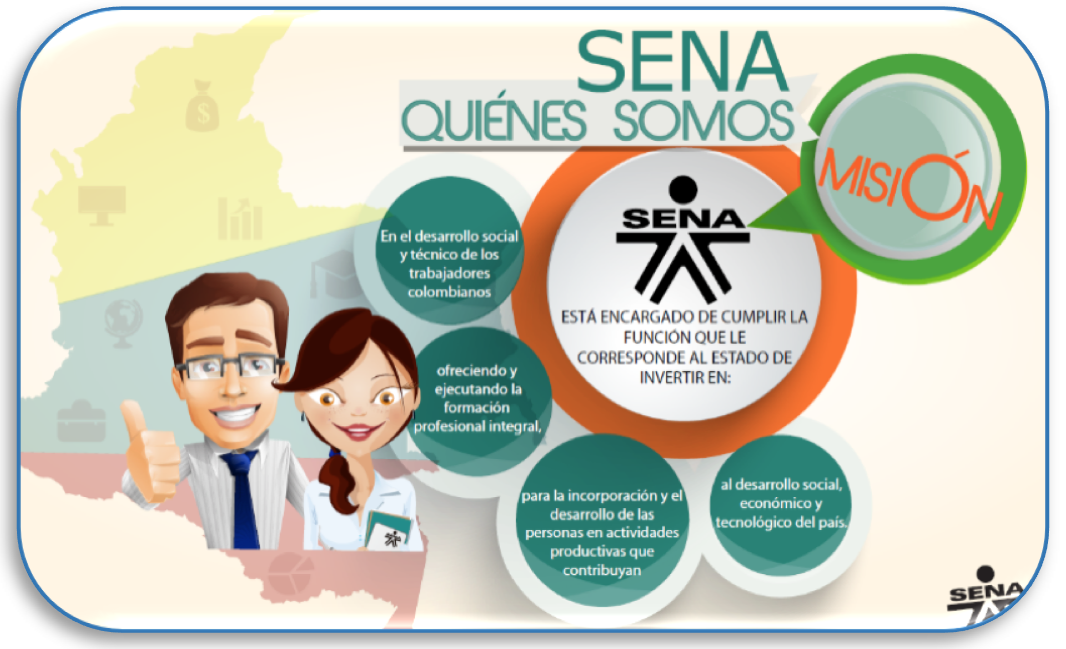 SENA
QUIÉNES SOMOS
MISIÓN
SENA
ESTÁ ENCARGADO DE CUMPLIR LA
FUNCIÓN QUE LE
CORRESPONDE AL ESTADO DE
INVERTIR EN:
En el desarrollo social
y técnico de los
trabajadores
colombianos
ofreciendo y
ejecutando la
formación
profesional integral,
para la incorporación y el
desarrollo de las
personas en actividades
productivas que
contribuyan
al desarrollo social,
económico y
tecnológico del país.
$
SENA